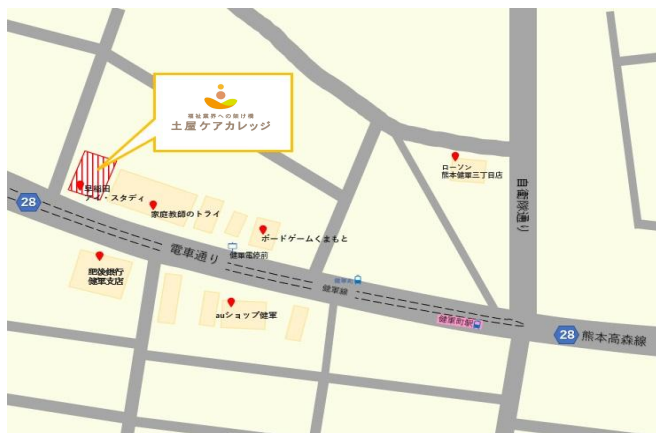 福祉業界への架け橋
土屋ケアカレッジ
ローソン
熊本健軍三丁目店
自衛隊通り
早稲田
アイ・スタディ
28
家庭教師のトライ
ボードゲームくまもと
電車通り
肥後銀行
健軍支店
健軍町
健軍線
auショップ健軍
健軍町駅
28
熊本高森線